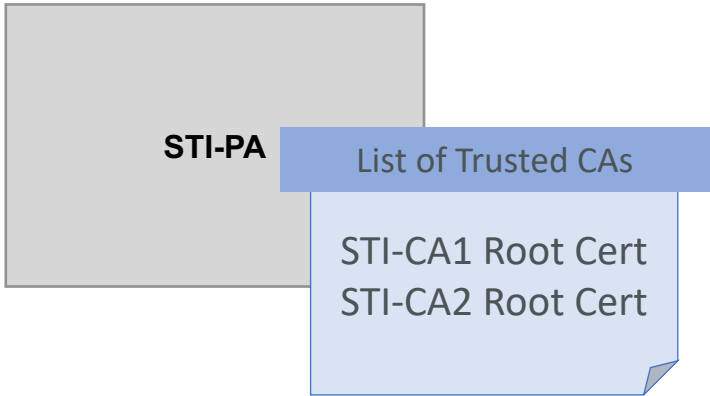 STI-PA
List of Trusted CAs
STI-CA1 Root Cert
STI-CA2 Root Cert